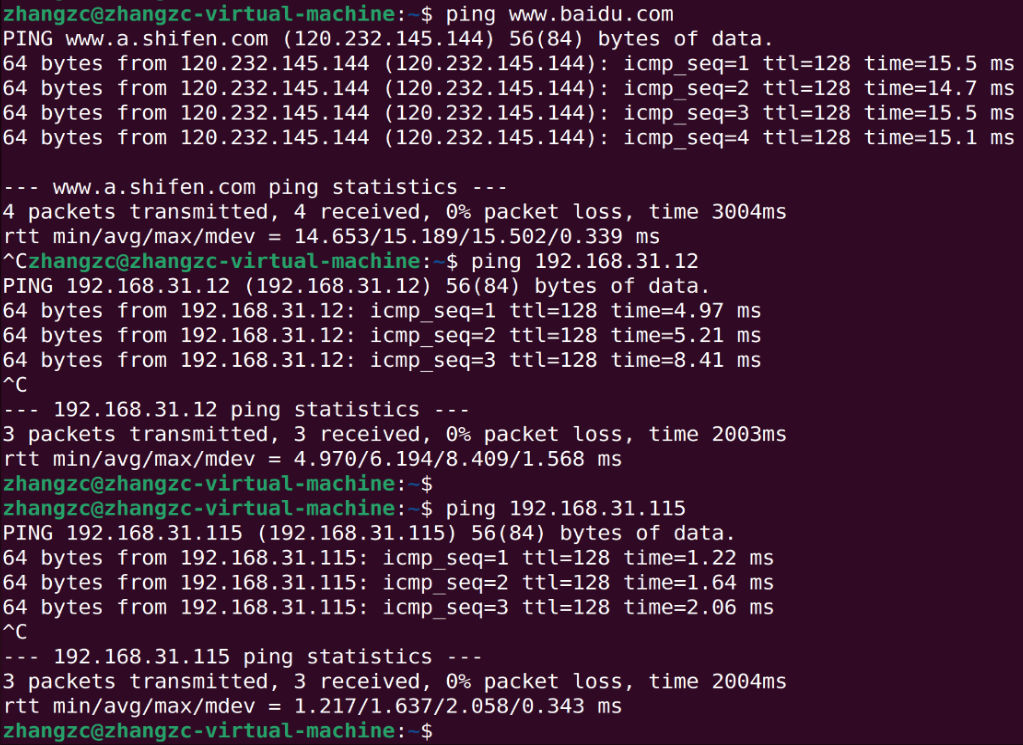 zhangzc@zhangzc-virtual-machine:~$ ping www.baidu.com
PING www.a.shifen.com (120.232.145.144) 56(84) bytes of data.
64 bytes from 120.232.145.144 (120.232.145.144): icmp_seq=1 ttl=128 time=15.5 ms
64 bytes from 120.232.145.144 (120.232.145.144): icmp_seq=2 ttl=128 time=14.7 ms
64 bytes from 120.232.145.144 (120.232.145.144): icmp_seq=3 ttl=128 time=15.5 ms
64 bytes from 120.232.145.144 (120.232.145.144): icmp_seq=4 ttl=128 time=15.1 ms
--- www.a.shifen.com ping statistics ---
4 packets transmitted, 4 received, 0% packet loss, time 3004ms
rtt min/avg/max/mdev = 14.653/15.189/15.502/0.339 ms
^Czhangzc@zhangzc-virtual-machine:~$ ping 192.168.31.12
PING 192.168.31.12 (192.168.31.12) 56(84) bytes of data.
64 bytes from 192.168.31.12: icmp_seq=1 ttl=128 time=4.97 ms
64 bytes from 192.168.31.12: icmp_seq=2 ttl=128 time=5.21 ms
64 bytes from 192.168.31.12: icmp_seq=3 ttl=128 time=8.41 ms
^C
--- 192.168.31.12 ping statistics ---
3 packets transmitted, 3 received, 0% packet loss, time 2003ms
rtt min/avg/max/mdev = 4.970/6.194/8.409/1.568 ms
zhangzc@zhangzc-virtual-machine:~$
zhangzc@zhangzc-virtual-machine:~$ ping 192.168.31.115
PING 192.168.31.115 (192.168.31.115) 56(84) bytes of data.
64 bytes from 192.168.31.115: icmp_seq=1 ttl=128 time=1.22 ms
64 bytes from 192.168.31.115: icmp_seq=2 ttl=128 time=1.64 ms
64 bytes from 192.168.31.115: icmp_seq=3 ttl=128 time=2.06 ms
^C
--- 192.168.31.115 ping statistics ---
3 packets transmitted, 3 received, 0% packet loss, time 2004ms
rtt min/avg/max/mdev = 1.217/1.637/2.058/0.343 ms
zhangzc@zhangzc-virtual-machine:~$